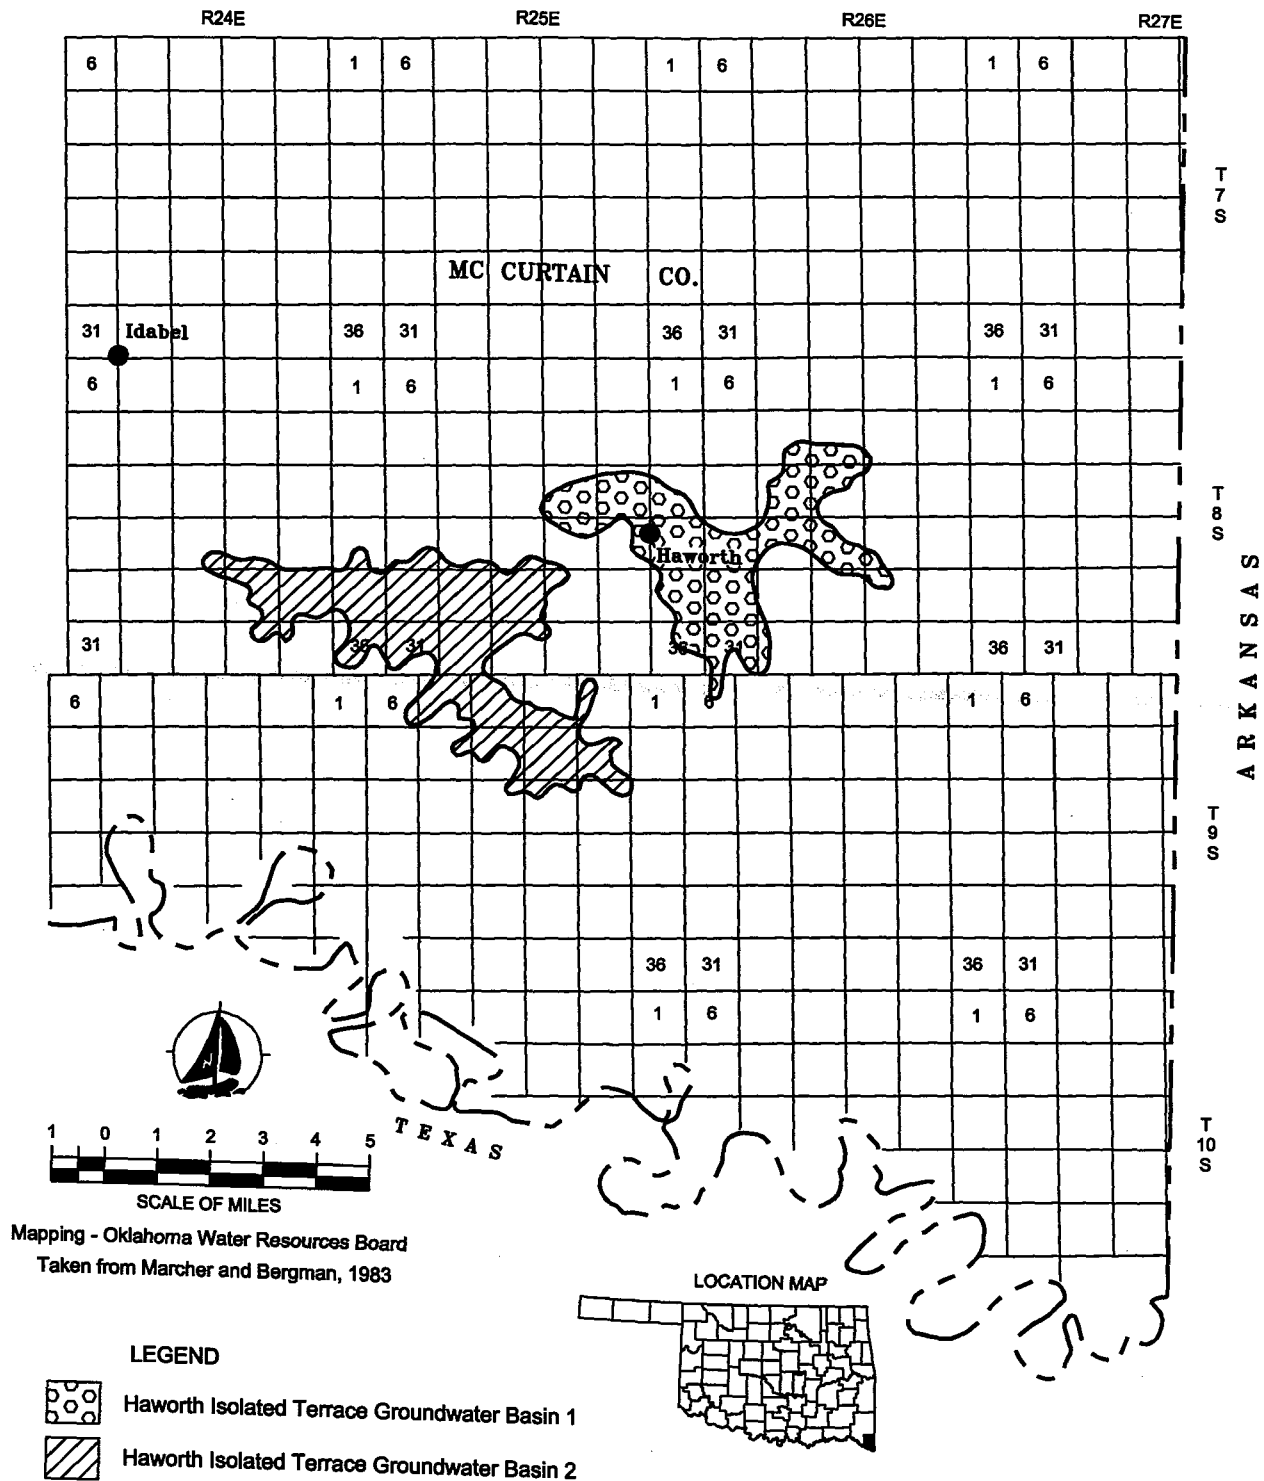 R24E R25E R26E R27E
6 1 6 1 6 1 6
T
7
S
MC CURTAIN CO.
31 Idabel 36 31 36 31 36 31
6 1 6 1 6 1 6
T
8
S
Haworth
31 36 31 36 31 36 31
6 1 6 1 6 1 6
ARKANSAS
T
9
S
36 31 36 31
1 6 1 6
N
TEXAS
T
10
S
1 0 1 2 3 4 5
SCALE OF MILES
Mapping - Oklahoma Water Resources Board
Taken from Marcher and Bergman, 1983
LOCATION MAP
LEGEND
Haworth Isolated Terrace Groundwater Basin 1
Haworth Isolated Terrace Groundwater Basin 2